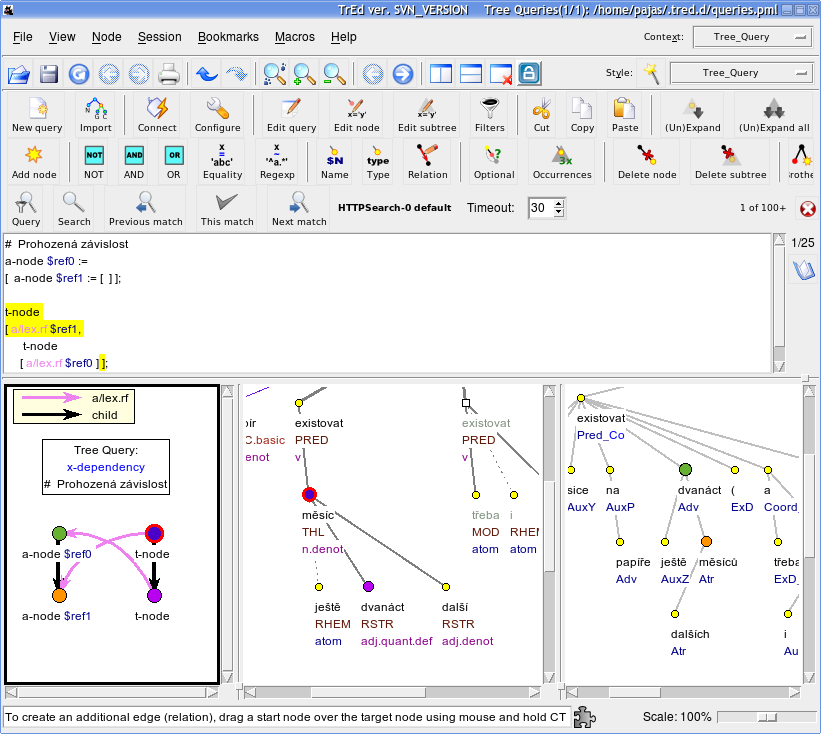 TrEd ver. SVN_VERSION Tree Queries(1/1): /home/pajas/.tred.d/queries.pml
File View Node Session Bookmarks Macros Help Context: Tree_Query
Style: Tree_Query
New query Import Connect Configure Edit query Edit node Edit subtree Filters Cut Copy Paste (Un)Expand (Un)Expand all
Add node NOT AND OR Equality Regexp Name Type Relation Optional Occurrences Delete node Delete subtree Brothe
Query Search Previous match This match Next match HTTPSearch-0 default Timeout: 30 1 of 100+
# Prohozená závislost
a-node $ref0 :=
[ a-node $ref1 := [ ] ];
t-node
[ a/lex.rf $ref1,
t-node
[ a/lex.rf $ref0 ] ];
1/25
a/lex.rf
child
Tree Query:
x-dependency
# Prohozená závislost
a-node $ref0 t-node
a-node $ref1 t-node
oír existovat existovat
C.basic PRED PRED
enot v v
měsíc třeba i
THL MOD RHEM
n.denot atom atom
ještě dvanáct další
RHEM RSTR RSTR
atom adj.quant.def adj.denot
existovat
Pred_Co
sice na dvanáct ( a
AuxY AuxP Adv ExD Coord_
papíře ještě měsíců třeba
Adv AuxZ Atr ExD_
dalších i
Atr Au
To create an additional edge (relation), drag a start node over the target node using mouse and hold CT
Scale: 100%